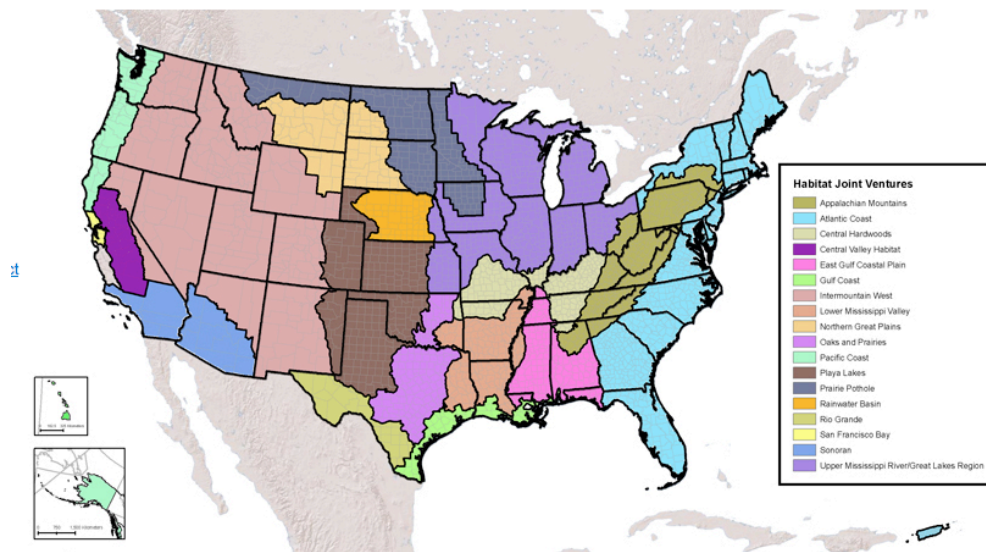 Habitat Joint Ventures
Appalachian Mountains
Atlantic Coast
Central Hardwoods
Central Valley Habitat
East Gulf Coastal Plain
Gulf Coast
Intermountain West
Lower Mississippi Valley
Northern Great Plains
Oaks and Prairies
Pacific Coast
Playa Lakes
Prairie Pothole
Rainwater Basin
Rio Grande
San Francisco Bay
Sonoran
Upper Mississippi River/Great Lakes Region
ct